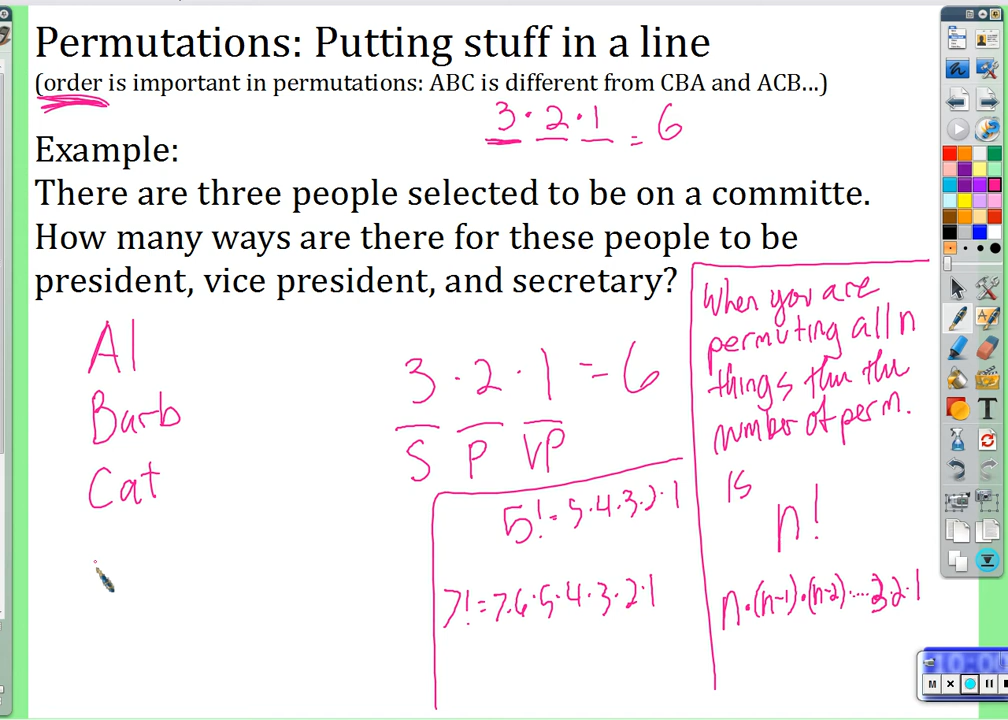 Permutations: Putting stuff in a line
(order is important in permutations: ABC is different from CBA and ACB...)
3 · 2 · 1 = 6
Example:
There are three people selected to be on a committe.
How many ways are there for these people to be
president, vice president, and secretary?
Al
Barb
Cat
3 · 2 · 1 = 6
S P VP
5! = 5·4·3·2·1
7! = 7·6·5·4·3·2·1
When you are
permuting all n
things the the
number of perm.
is
n!
n·(n-1)·(n-2)·...3·2·1
M